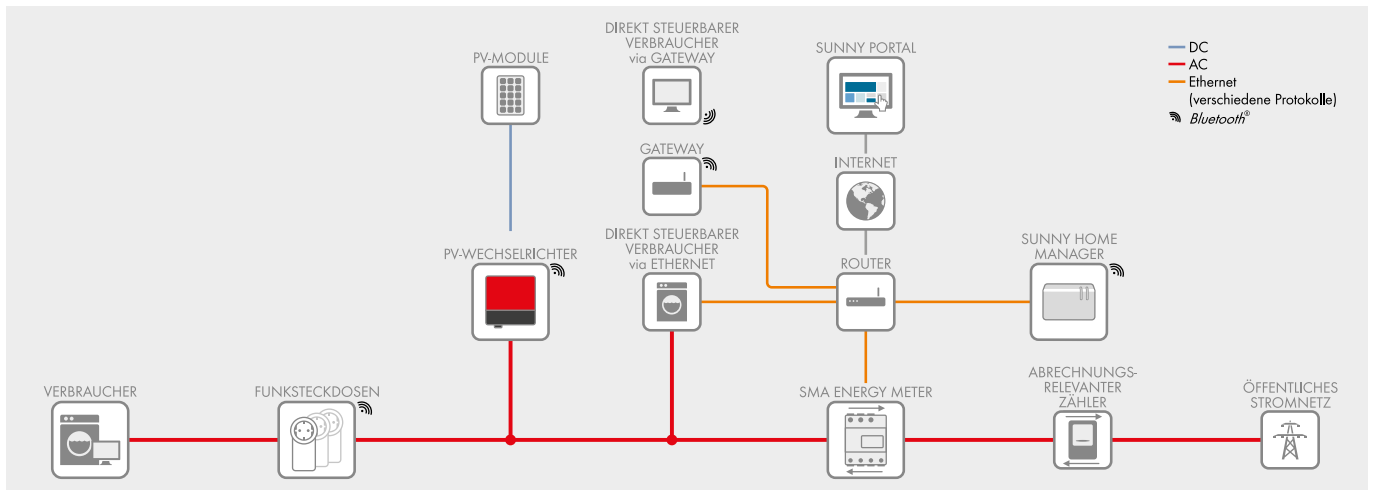 PV-MODULE
DIREKT STEUERBARER
VERBRAUCHER
via GATEWAY
SUNNY PORTAL
DC
AC
Ethernet
(verschiedene Protokolle)
Bluetooth®
GATEWAY
INTERNET
PV-WECHSELRICHTER
DIREKT STEUERBARER
VERBRAUCHER
via ETHERNET
ROUTER
SUNNY HOME
MANAGER
VERBRAUCHER
FUNKSTECKDOSEN
SMA ENERGY METER
ABRECHNUNGS-
RELEVANTER
ZÄHLER
ÖFFENTLICHES
STROMNETZ